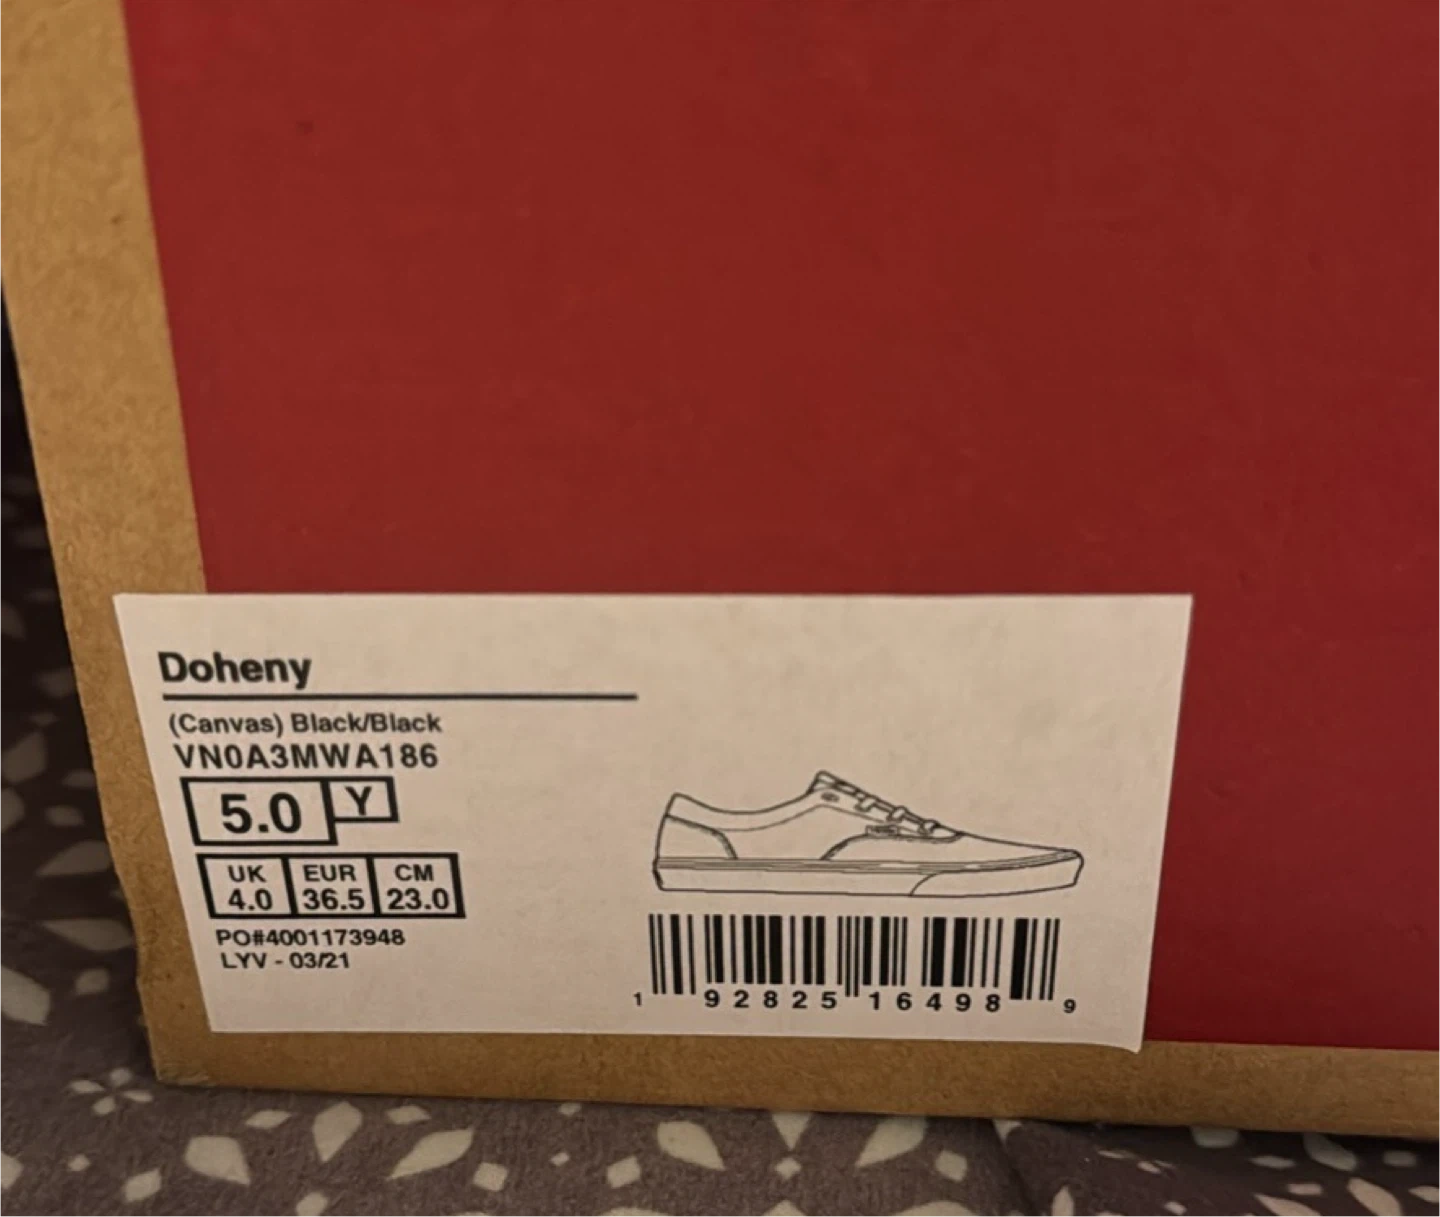 Doheny
(Canvas) Black/Black
VN0A3MWA186
5.0 Y
UK EUR CM
4.0 36.5 23.0
PO#4001173948
LYV - 03/21
1 92825 16498 9